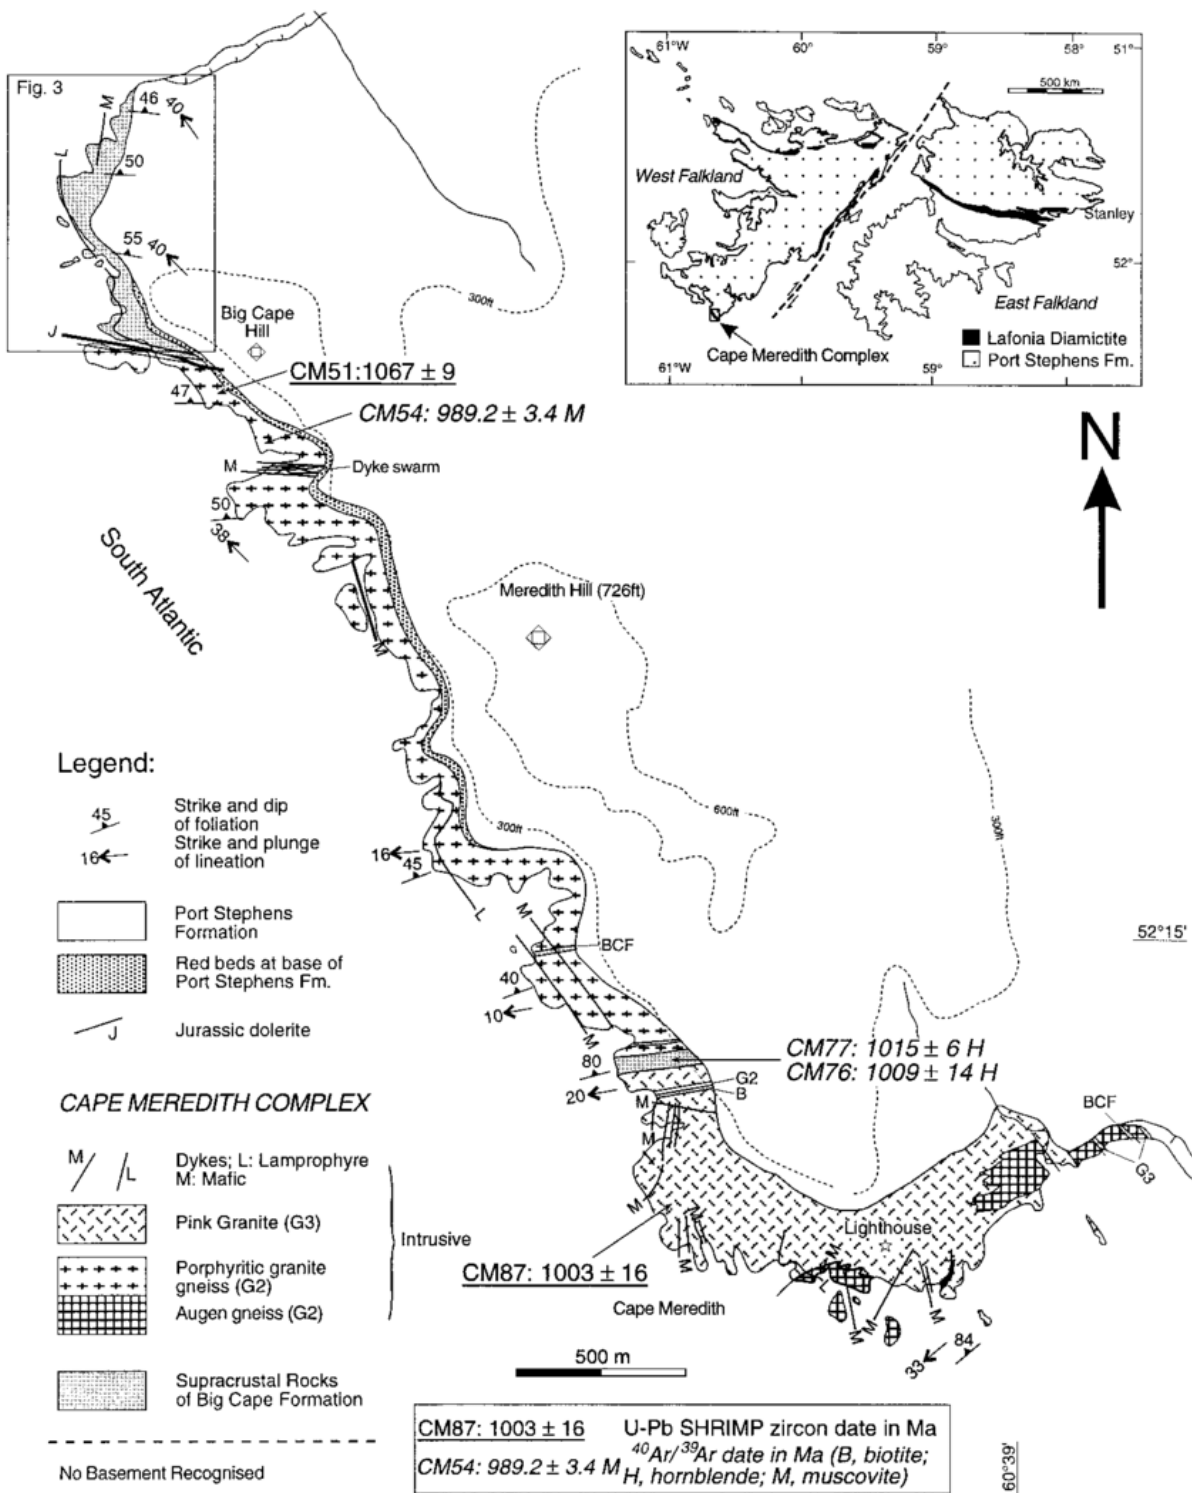 Fig. 3
M
46
40
L
50
55
40
300ft
Big Cape
Hill
J
CM51:1067 ± 9
47
CM54: 989.2 ± 3.4 M
M
Dyke swarm
50
38
South Atlantic
M
Meredith Hill (726ft)
600ft
300ft
300ft
61°W
60°
59°
58°
51°
500 km
West Falkland
Stanley
52°
East Falkland
Cape Meredith Complex
Lafonia Diamictite
Port Stephens Fm.
61°W
59°
N
16
45
L
M
BCF
52°15'
40
10
M
80
CM77: 1015 ± 6 H
CM76: 1009 ± 14 H
20
G2
B
M
M
M
M
M
BCF
G3
Lighthouse
CM87: 1003 ± 16
Cape Meredith
M
L
M
M
M
84
33
500 m
Legend:
45
Strike and dip
of foliation
16
Strike and plunge
of lineation
Port Stephens
Formation
Red beds at base of
Port Stephens Fm.
J
Jurassic dolerite
CAPE MEREDITH COMPLEX
M
L
Dykes; L: Lamprophyre
M: Mafic
Pink Granite (G3)
Intrusive
Porphyritic granite
gneiss (G2)
Augen gneiss (G2)
Supracrustal Rocks
of Big Cape Formation
No Basement Recognised
CM87: 1003 ± 16 U-Pb SHRIMP zircon date in Ma
CM54: 989.2 ± 3.4 M 40Ar/39Ar date in Ma (B, biotite;
H, hornblende; M, muscovite)
60°39'